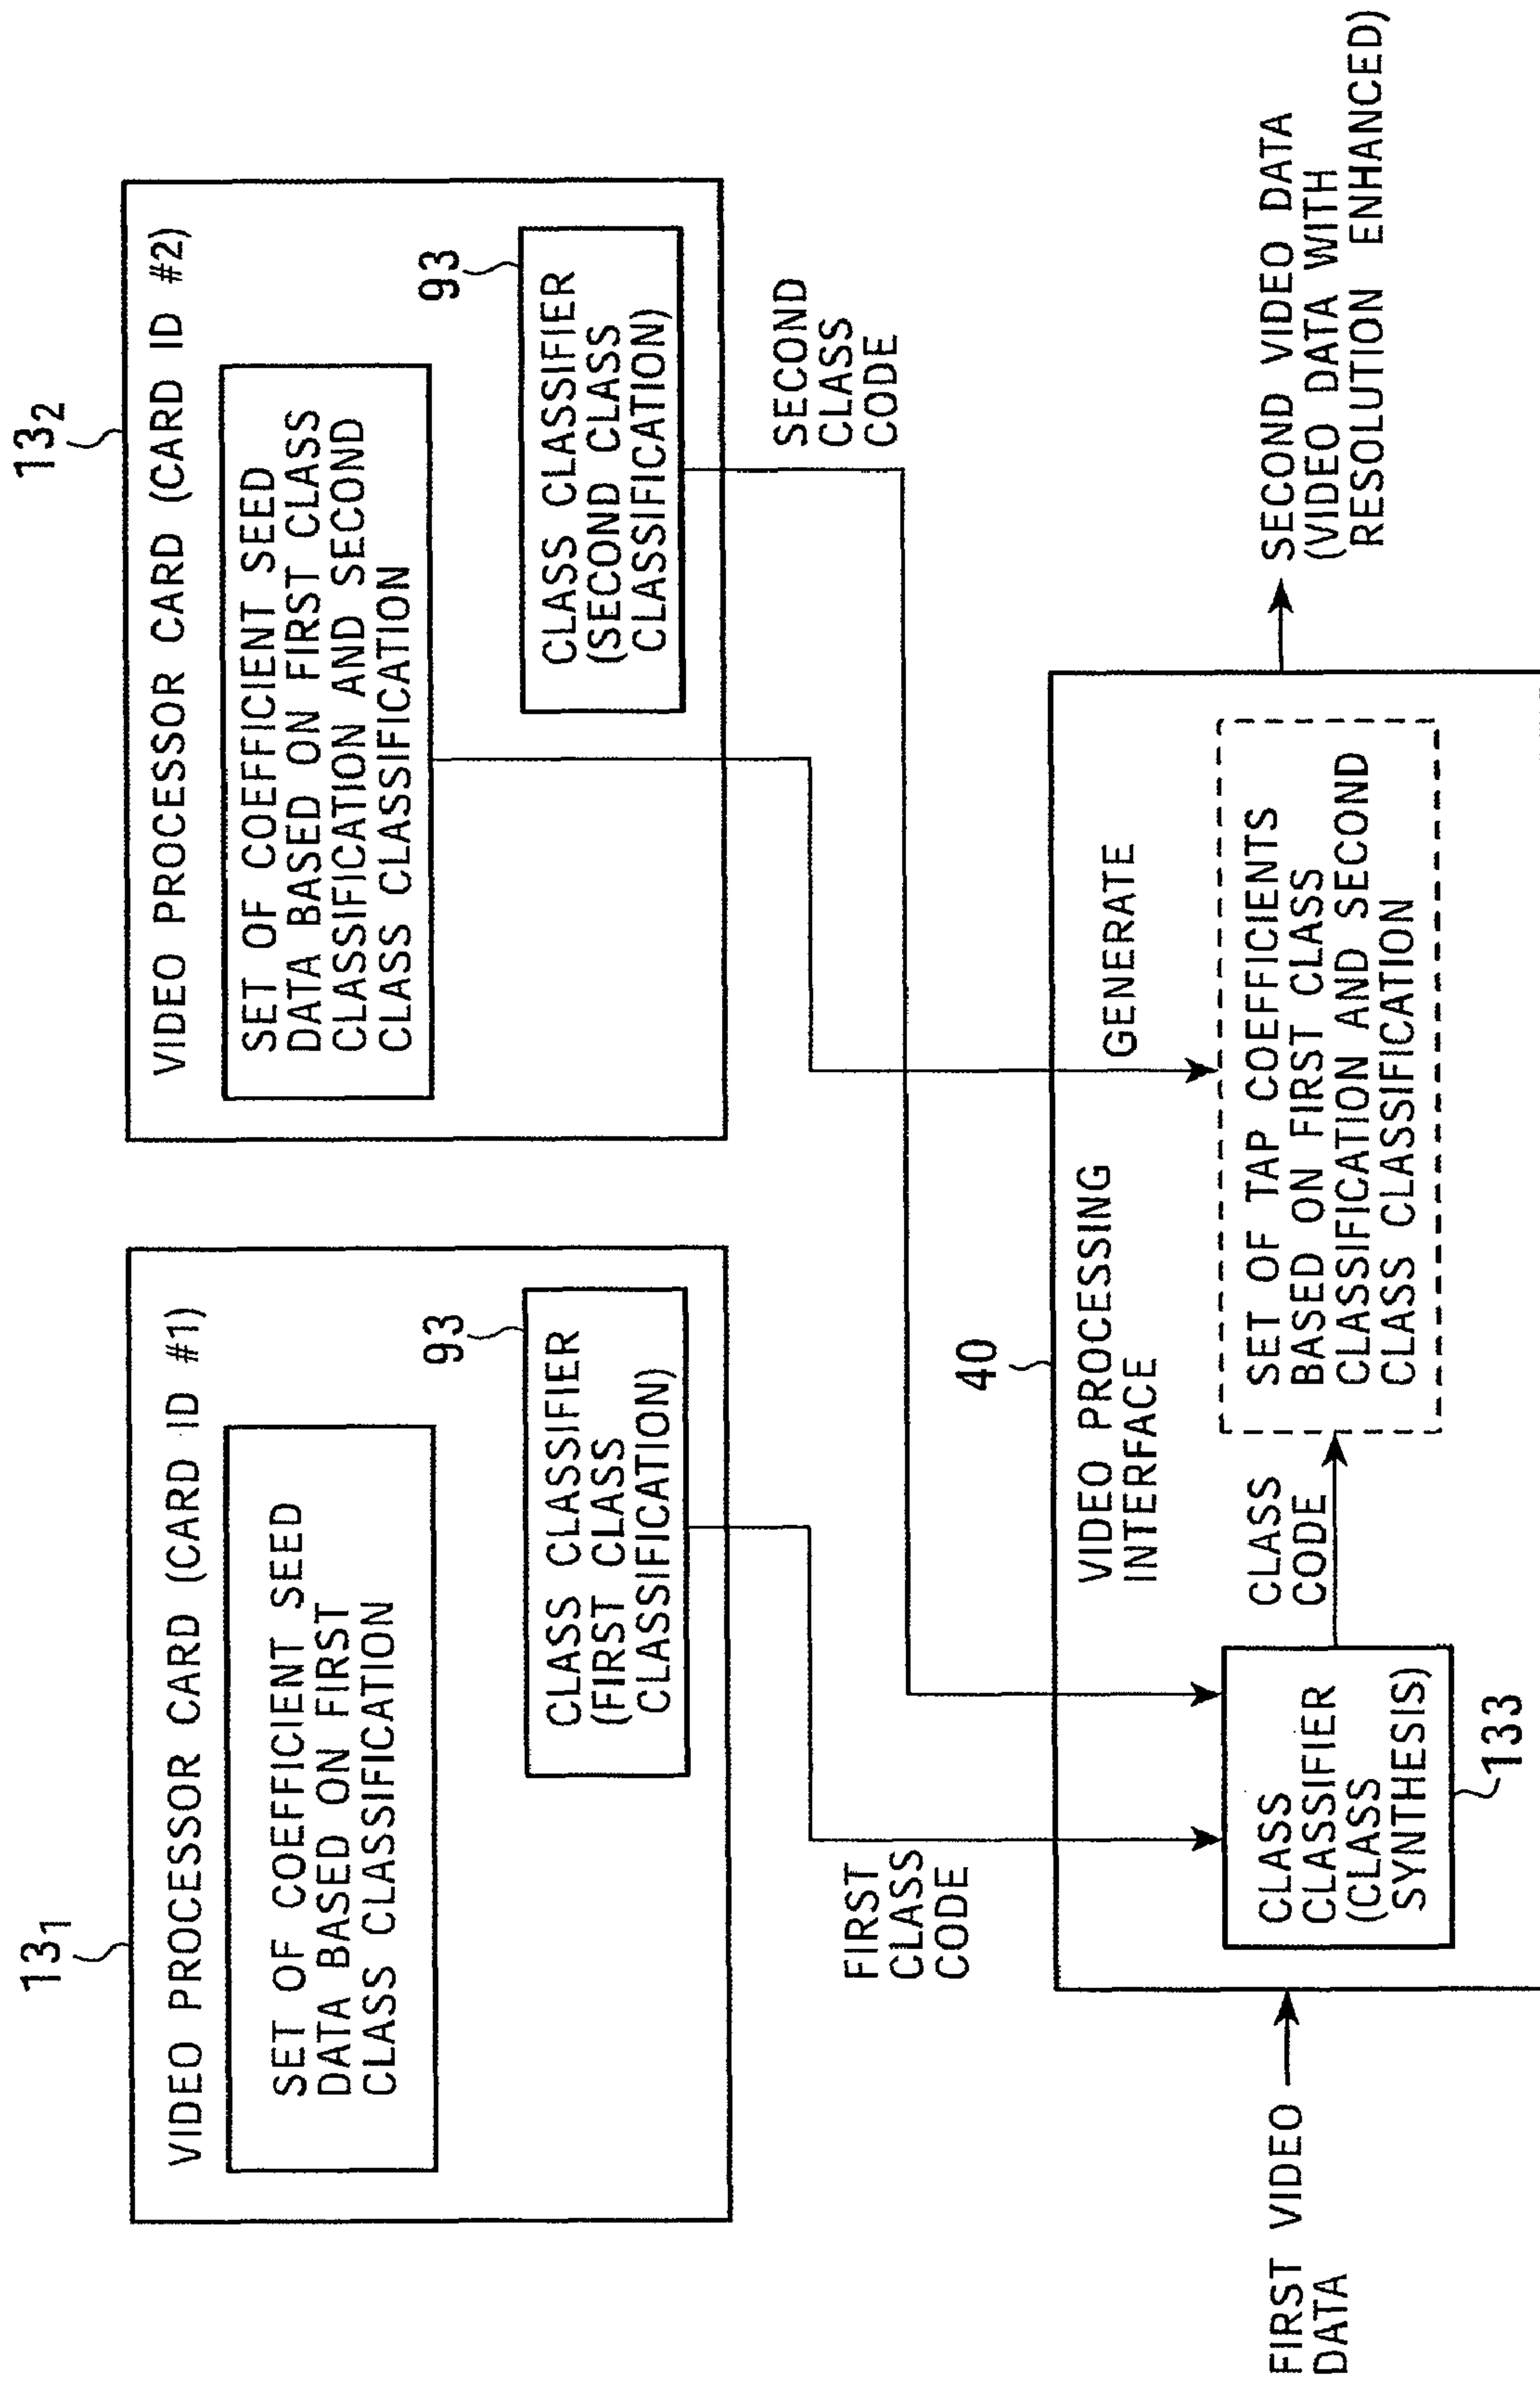 13₁
VIDEO PROCESSOR CARD (CARD ID #1)
SET OF COEFFICIENT SEED
DATA BASED ON FIRST
CLASS CLASSIFICATION
93
CLASS CLASSIFIER
(FIRST CLASS
CLASSIFICATION)
13₂
VIDEO PROCESSOR CARD (CARD ID #2)
SET OF COEFFICIENT SEED
DATA BASED ON FIRST CLASS
CLASSIFICATION AND SECOND
CLASS CLASSIFICATION
93
CLASS CLASSIFIER
(SECOND CLASS
CLASSIFICATION)
FIRST
CLASS
CODE
SECOND
CLASS
CODE
40
VIDEO PROCESSING
INTERFACE
GENERATE
FIRST VIDEO
DATA
CLASS
CLASSIFIER
(CLASS
SYNTHESIS)
133
CLASS
CODE
SET OF TAP COEFFICIENTS
BASED ON FIRST CLASS
CLASSIFICATION AND SECOND
CLASS CLASSIFICATION
SECOND VIDEO DATA
(VIDEO DATA WITH
RESOLUTION ENHANCED)